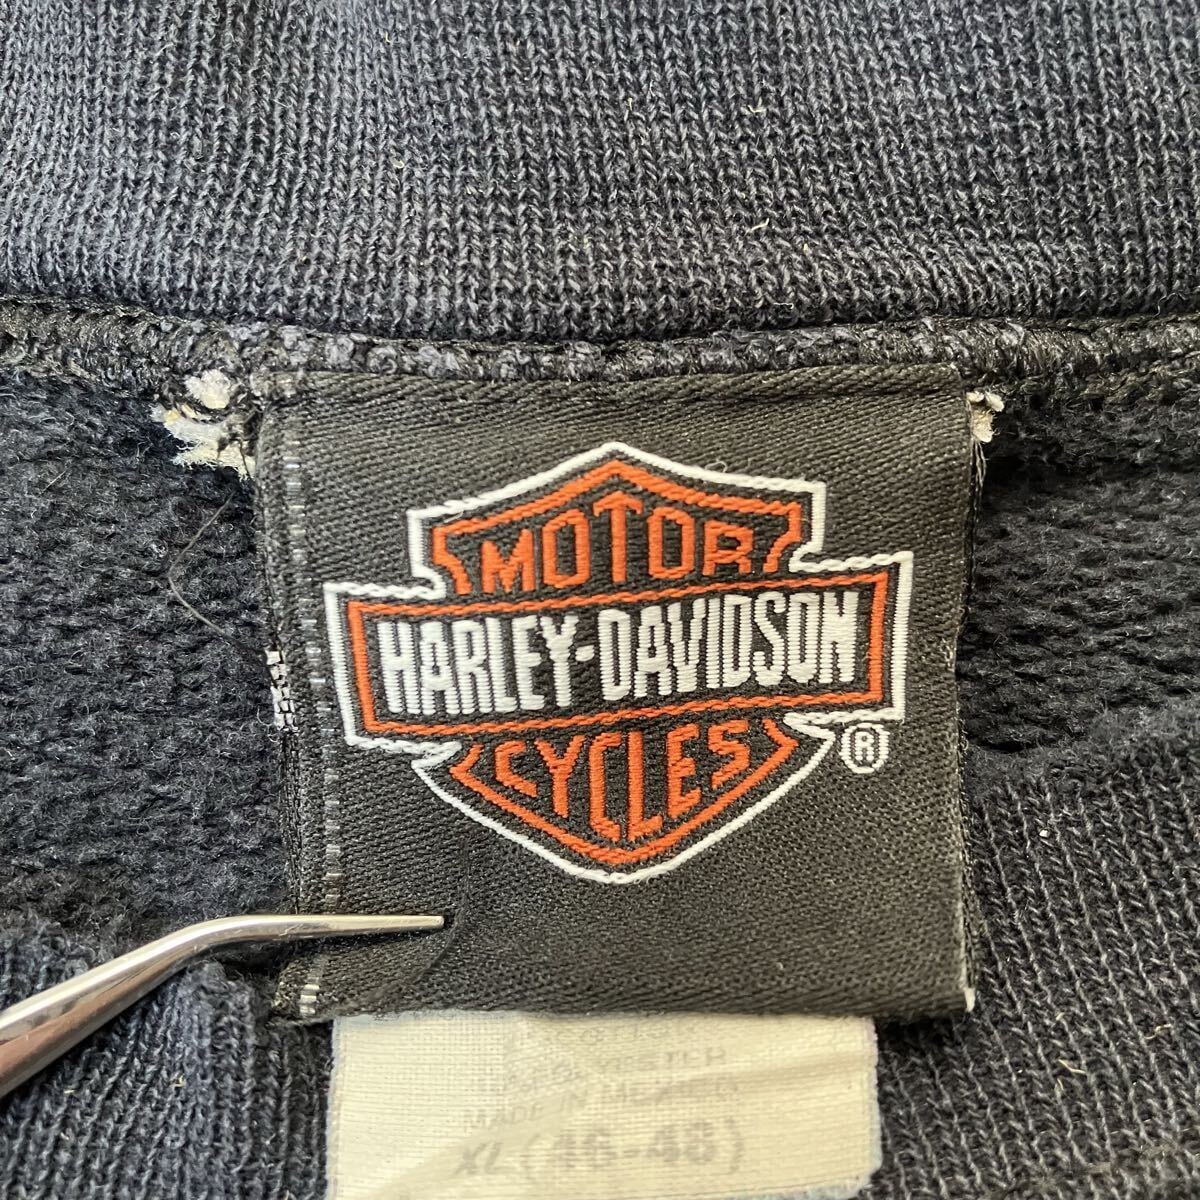 MOTOR
HARLEY-DAVIDSON
CYCLES
®
MADE IN MEXICO
XL (46-48)